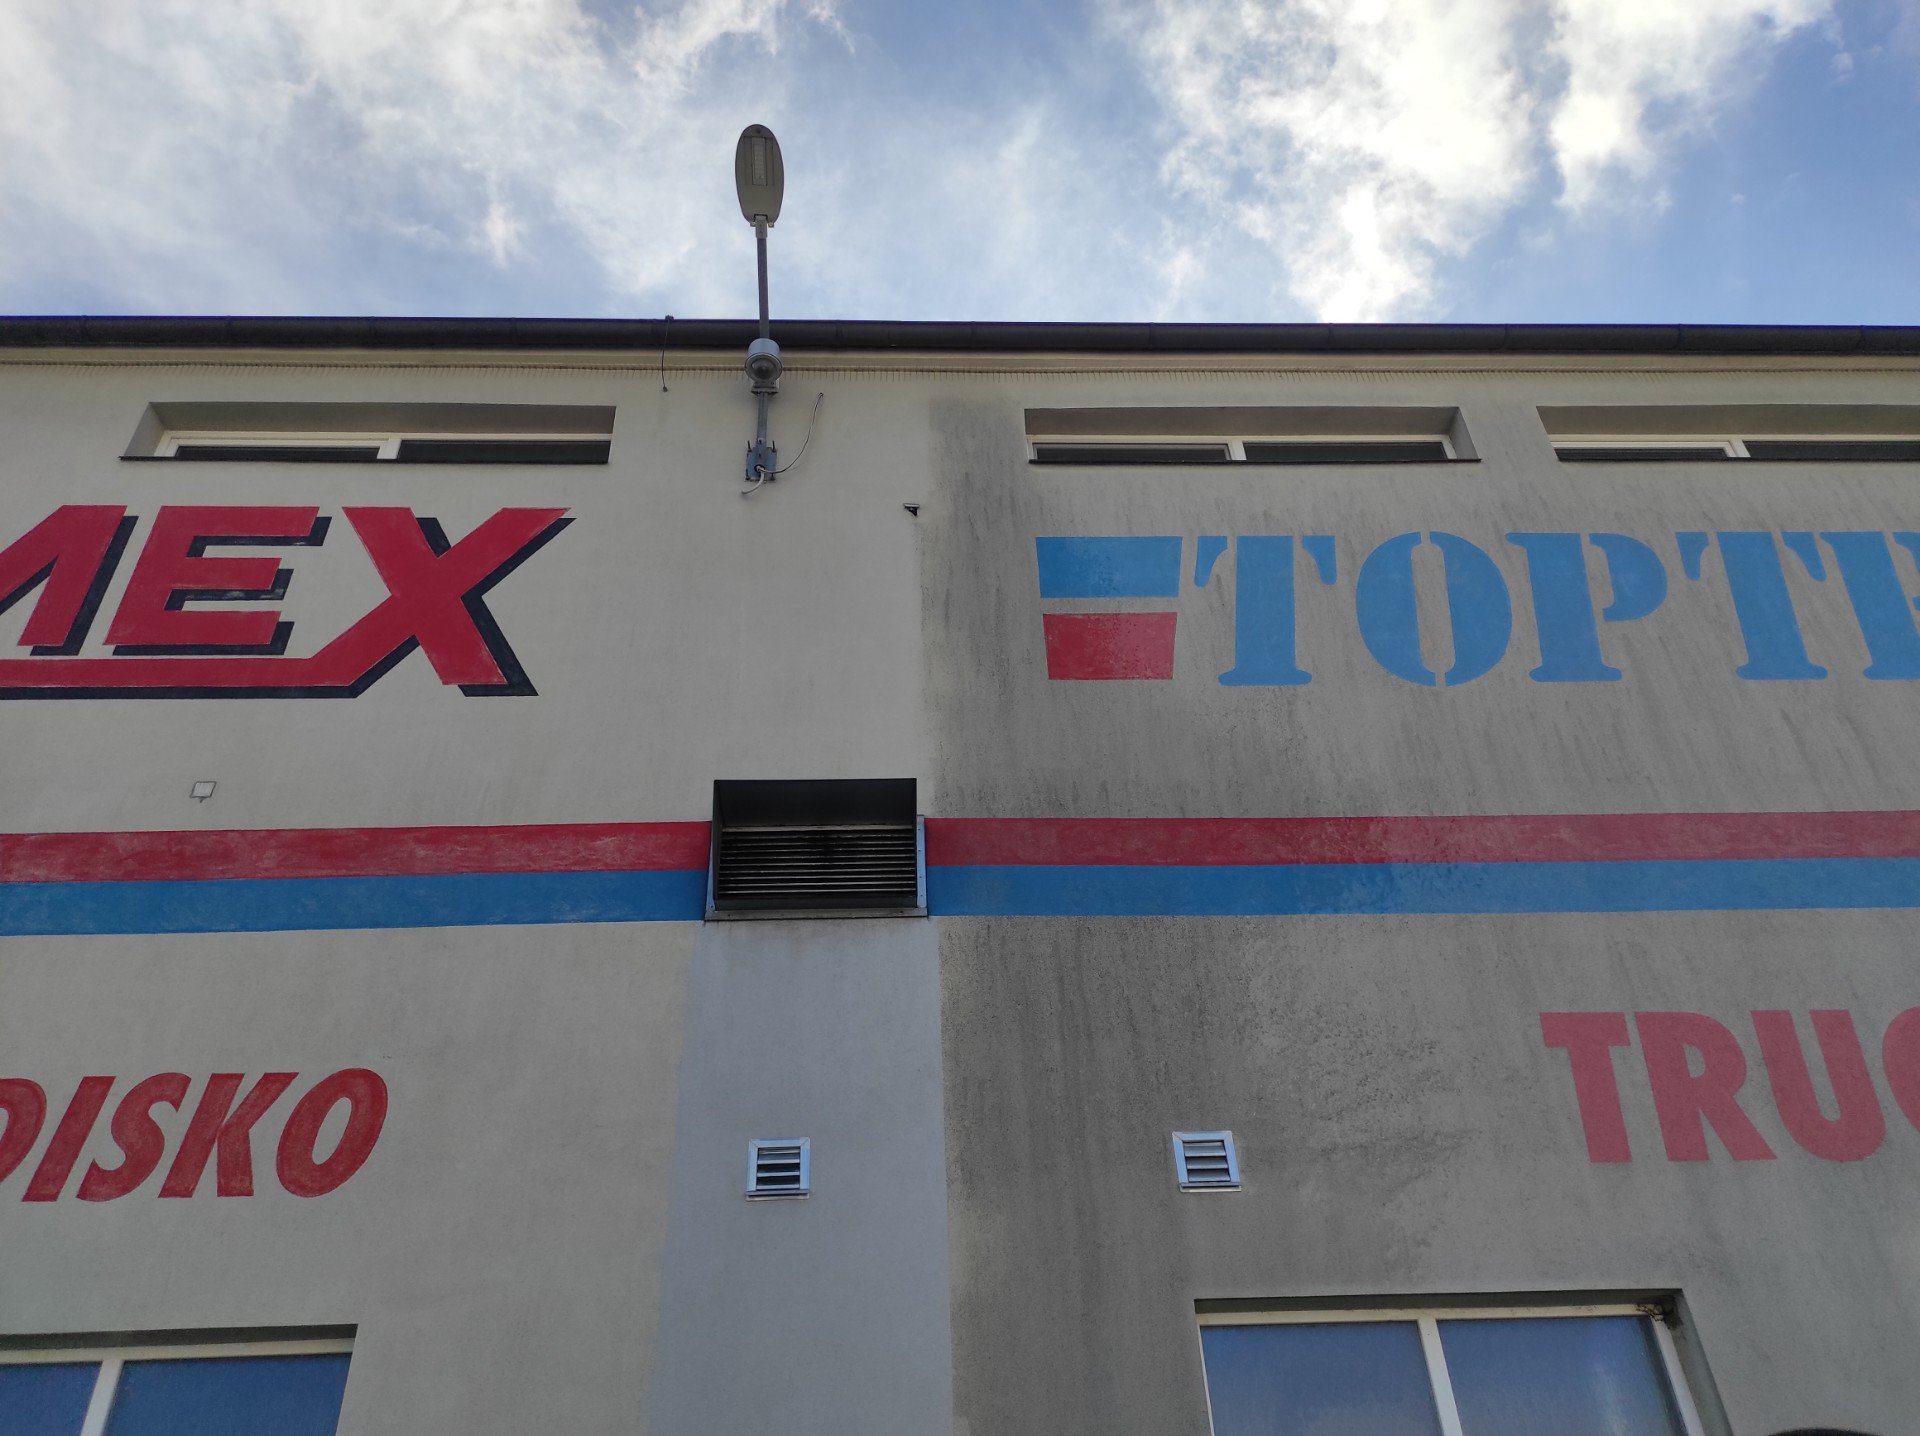 MEX
TOPTE
DISKO
TRUC